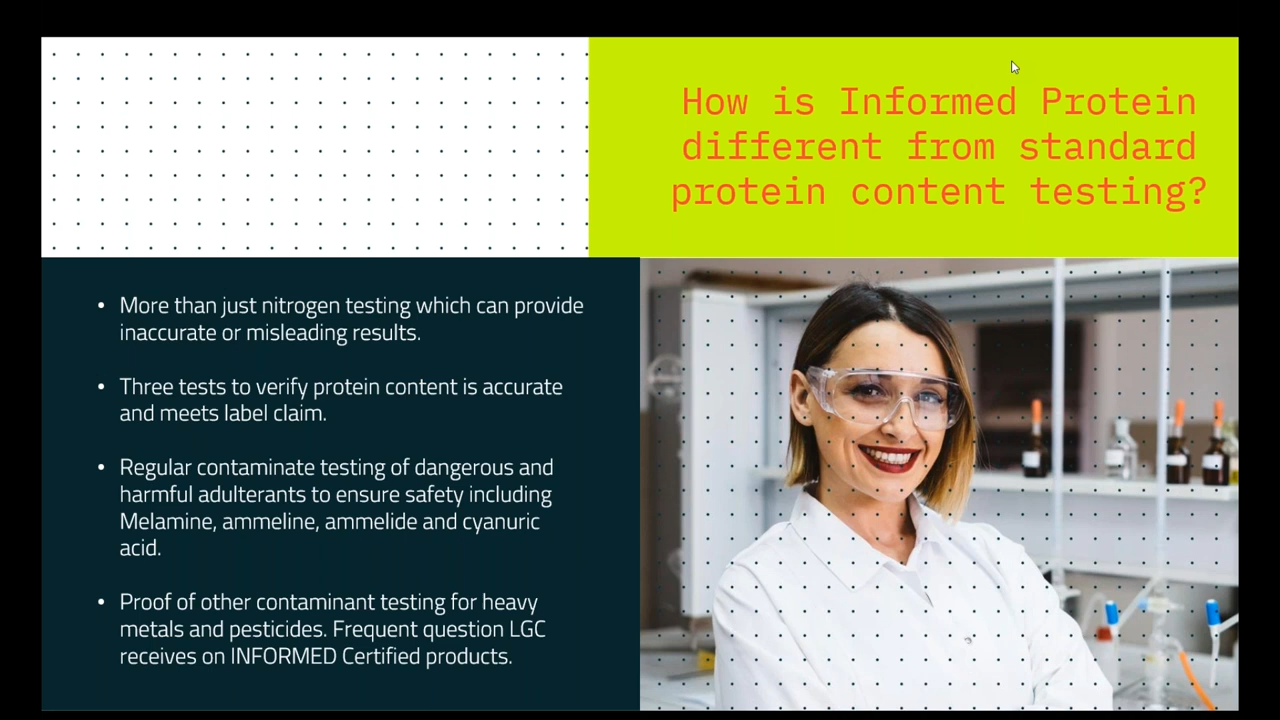 How is Informed Protein
different from standard
protein content testing?
• More than just nitrogen testing which can provide
inaccurate or misleading results.
• Three tests to verify protein content is accurate
and meets label claim.
• Regular contaminate testing of dangerous and
harmful adulterants to ensure safety including
Melamine, ammeline, ammelide and cyanuric
acid.
• Proof of other contaminant testing for heavy
metals and pesticides. Frequent question LGC
receives on INFORMED Certified products.